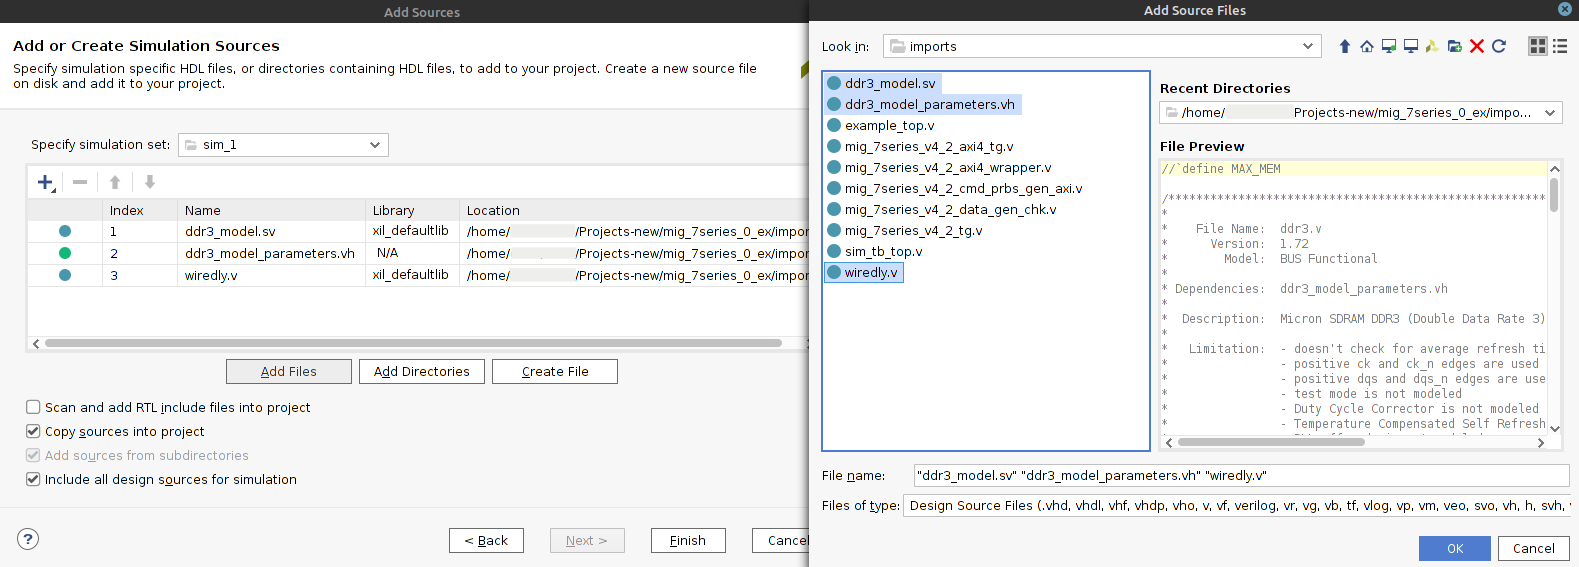 Add Sources
Add or Create Simulation Sources
Specify simulation specific HDL files, or directories containing HDL files, to add to your project. Create a new source file
on disk and add it to your project.
Specify simulation set: sim_1
Index Name Library Location
1 ddr3_model.sv xil_defaultlib /home/ /Projects-new/mig_7series_0_ex/impor
2 ddr3_model_parameters.vh N/A /home/ /Projects-new/mig_7series_0_ex/impor
3 wiredly.v xil_defaultlib /home/ /Projects-new/mig_7series_0_ex/impor
Add Files Add Directories Create File
Scan and add RTL include files into project
Copy sources into project
Add sources from subdirectories
Include all design sources for simulation
? < Back Next > Finish Cancel
Add Source Files
Look in: imports
ddr3_model.sv
ddr3_model_parameters.vh
example_top.v
mig_7series_v4_2_axi4_tg.v
mig_7series_v4_2_axi4_wrapper.v
mig_7series_v4_2_cmd_prbs_gen_axi.v
mig_7series_v4_2_data_gen_chk.v
mig_7series_v4_2_tg.v
sim_tb_top.v
wiredly.v
Recent Directories
/home/ Projects-new/mig_7series_0_ex/impo...
File Preview
//`define MAX_MEM
/*******************************************************
*
* File Name: ddr3.v
* Version: 1.72
* Model: BUS Functional
*
* Dependencies: ddr3_model_parameters.vh
*
* Description: Micron SDRAM DDR3 (Double Data Rate 3)
*
* Limitation: - doesn't check for average refresh ti
* - positive ck and ck_n edges are used
* - positive dqs and dqs_n edges are use
* - test mode is not modeled
* - Duty Cycle Corrector is not modeled
* - Temperature Compensated Self Refresh
File name: "ddr3_model.sv" "ddr3_model_parameters.vh" "wiredly.v"
Files of type: Design Source Files (.vhd, vhdl, vhf, vhdp, vho, v, vf, verilog, vr, vg, vb, tf, vlog, vp, vm, veo, svo, vh, h, svh,
OK Cancel